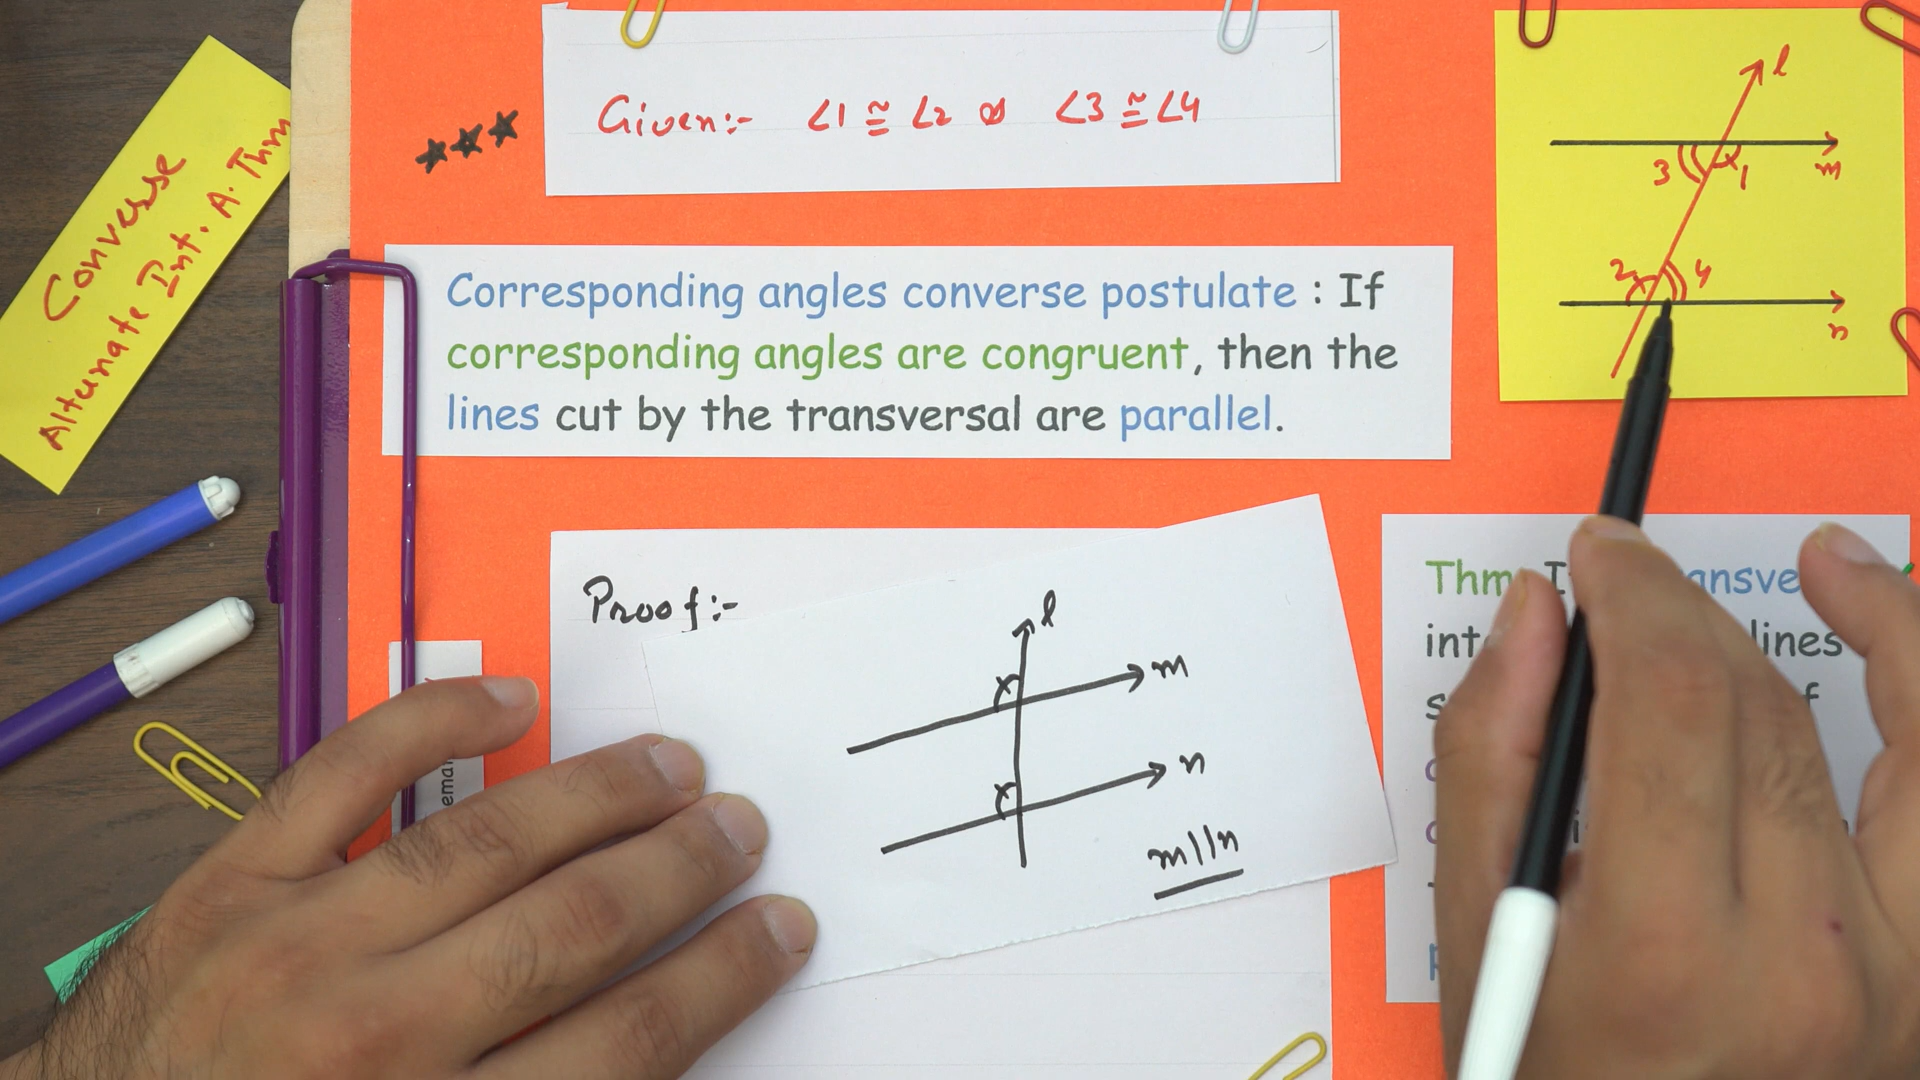 Converse
Alternate Int. A. Thm
Given:- ∠1 ≅ ∠2 & ∠3 ≅ ∠4
l
3 1 m
2 4
n
Corresponding angles converse postulate : If
corresponding angles are congruent, then the
lines cut by the transversal are parallel.
Proof:-
l
x m
x n
m||n
Thm
lines